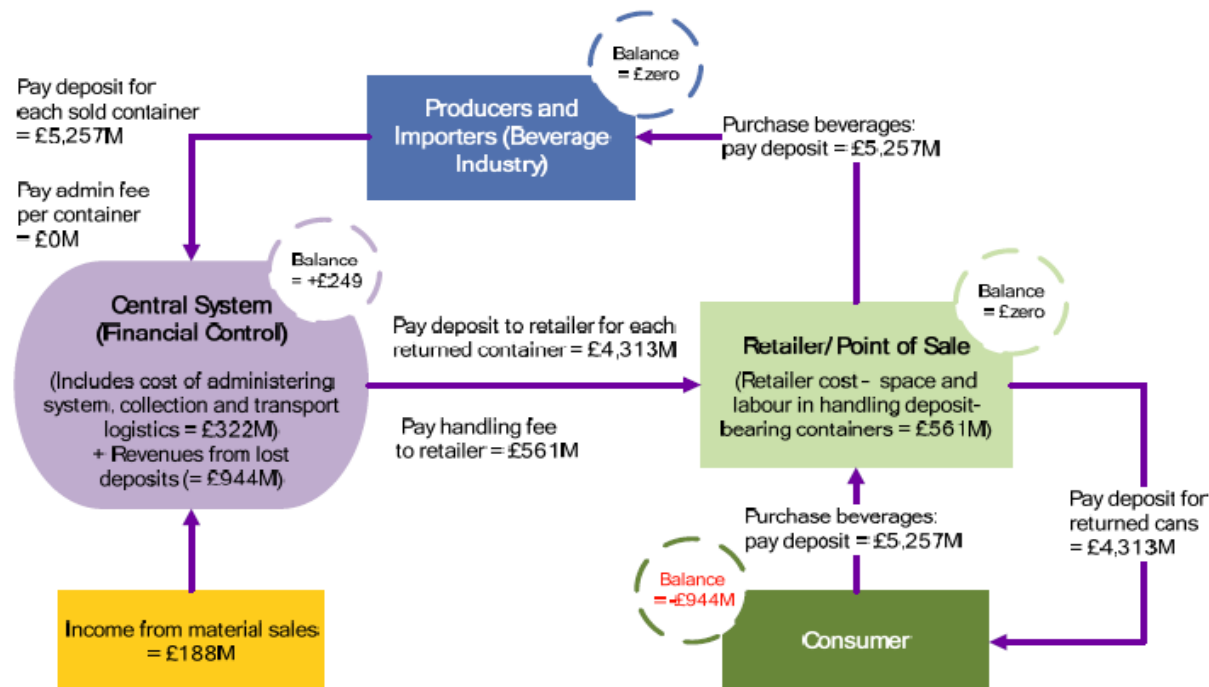 Balance
= £zero
Pay deposit for
each sold container
= £5,257M
Producers and
Importers (Beverage
Industry)
Purchase beverages:
pay deposit = £5,257M
Pay admin fee
per container
= £0M
Balance
= +£249
Central System
(Financial Control)
(Includes cost of administering
system, collection and transport
logistics = £322M)
+ Revenues from lost
deposits (= £944M)
Pay deposit to retailer for each
returned container = £4,313M
Pay handling fee
to retailer = £561M
Balance
= £zero
Retailer/Point of Sale
(Retailer cost - space and
labour in handling deposit-
bearing containers = £561M)
Purchase beverages:
pay deposit = £5,257M
Pay deposit for
returned cans
= £4,313M
Balance
= -£944M
Income from material sales
= £188M
Consumer